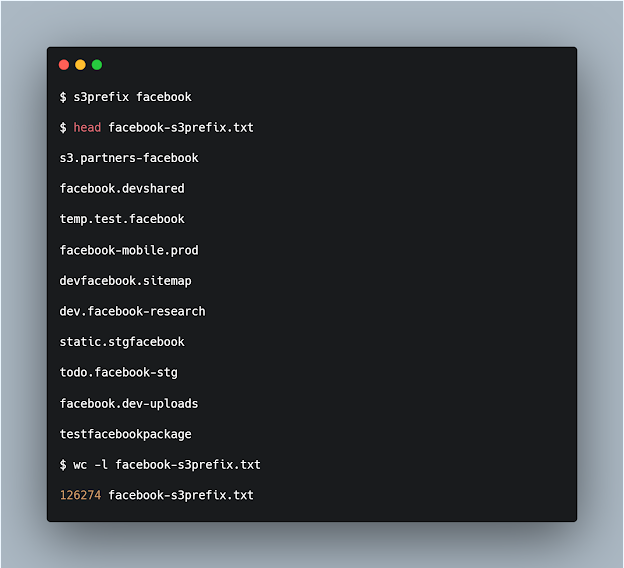 $ s3prefix facebook
$ head facebook-s3prefix.txt
s3.partners-facebook
facebook.devshared
temp.test.facebook
facebook-mobile.prod
devfacebook.sitemap
dev.facebook-research
static.stgfacebook
todo.facebook-stg
facebook.dev-uploads
testfacebookpackage
$ wc -l facebook-s3prefix.txt
126274 facebook-s3prefix.txt